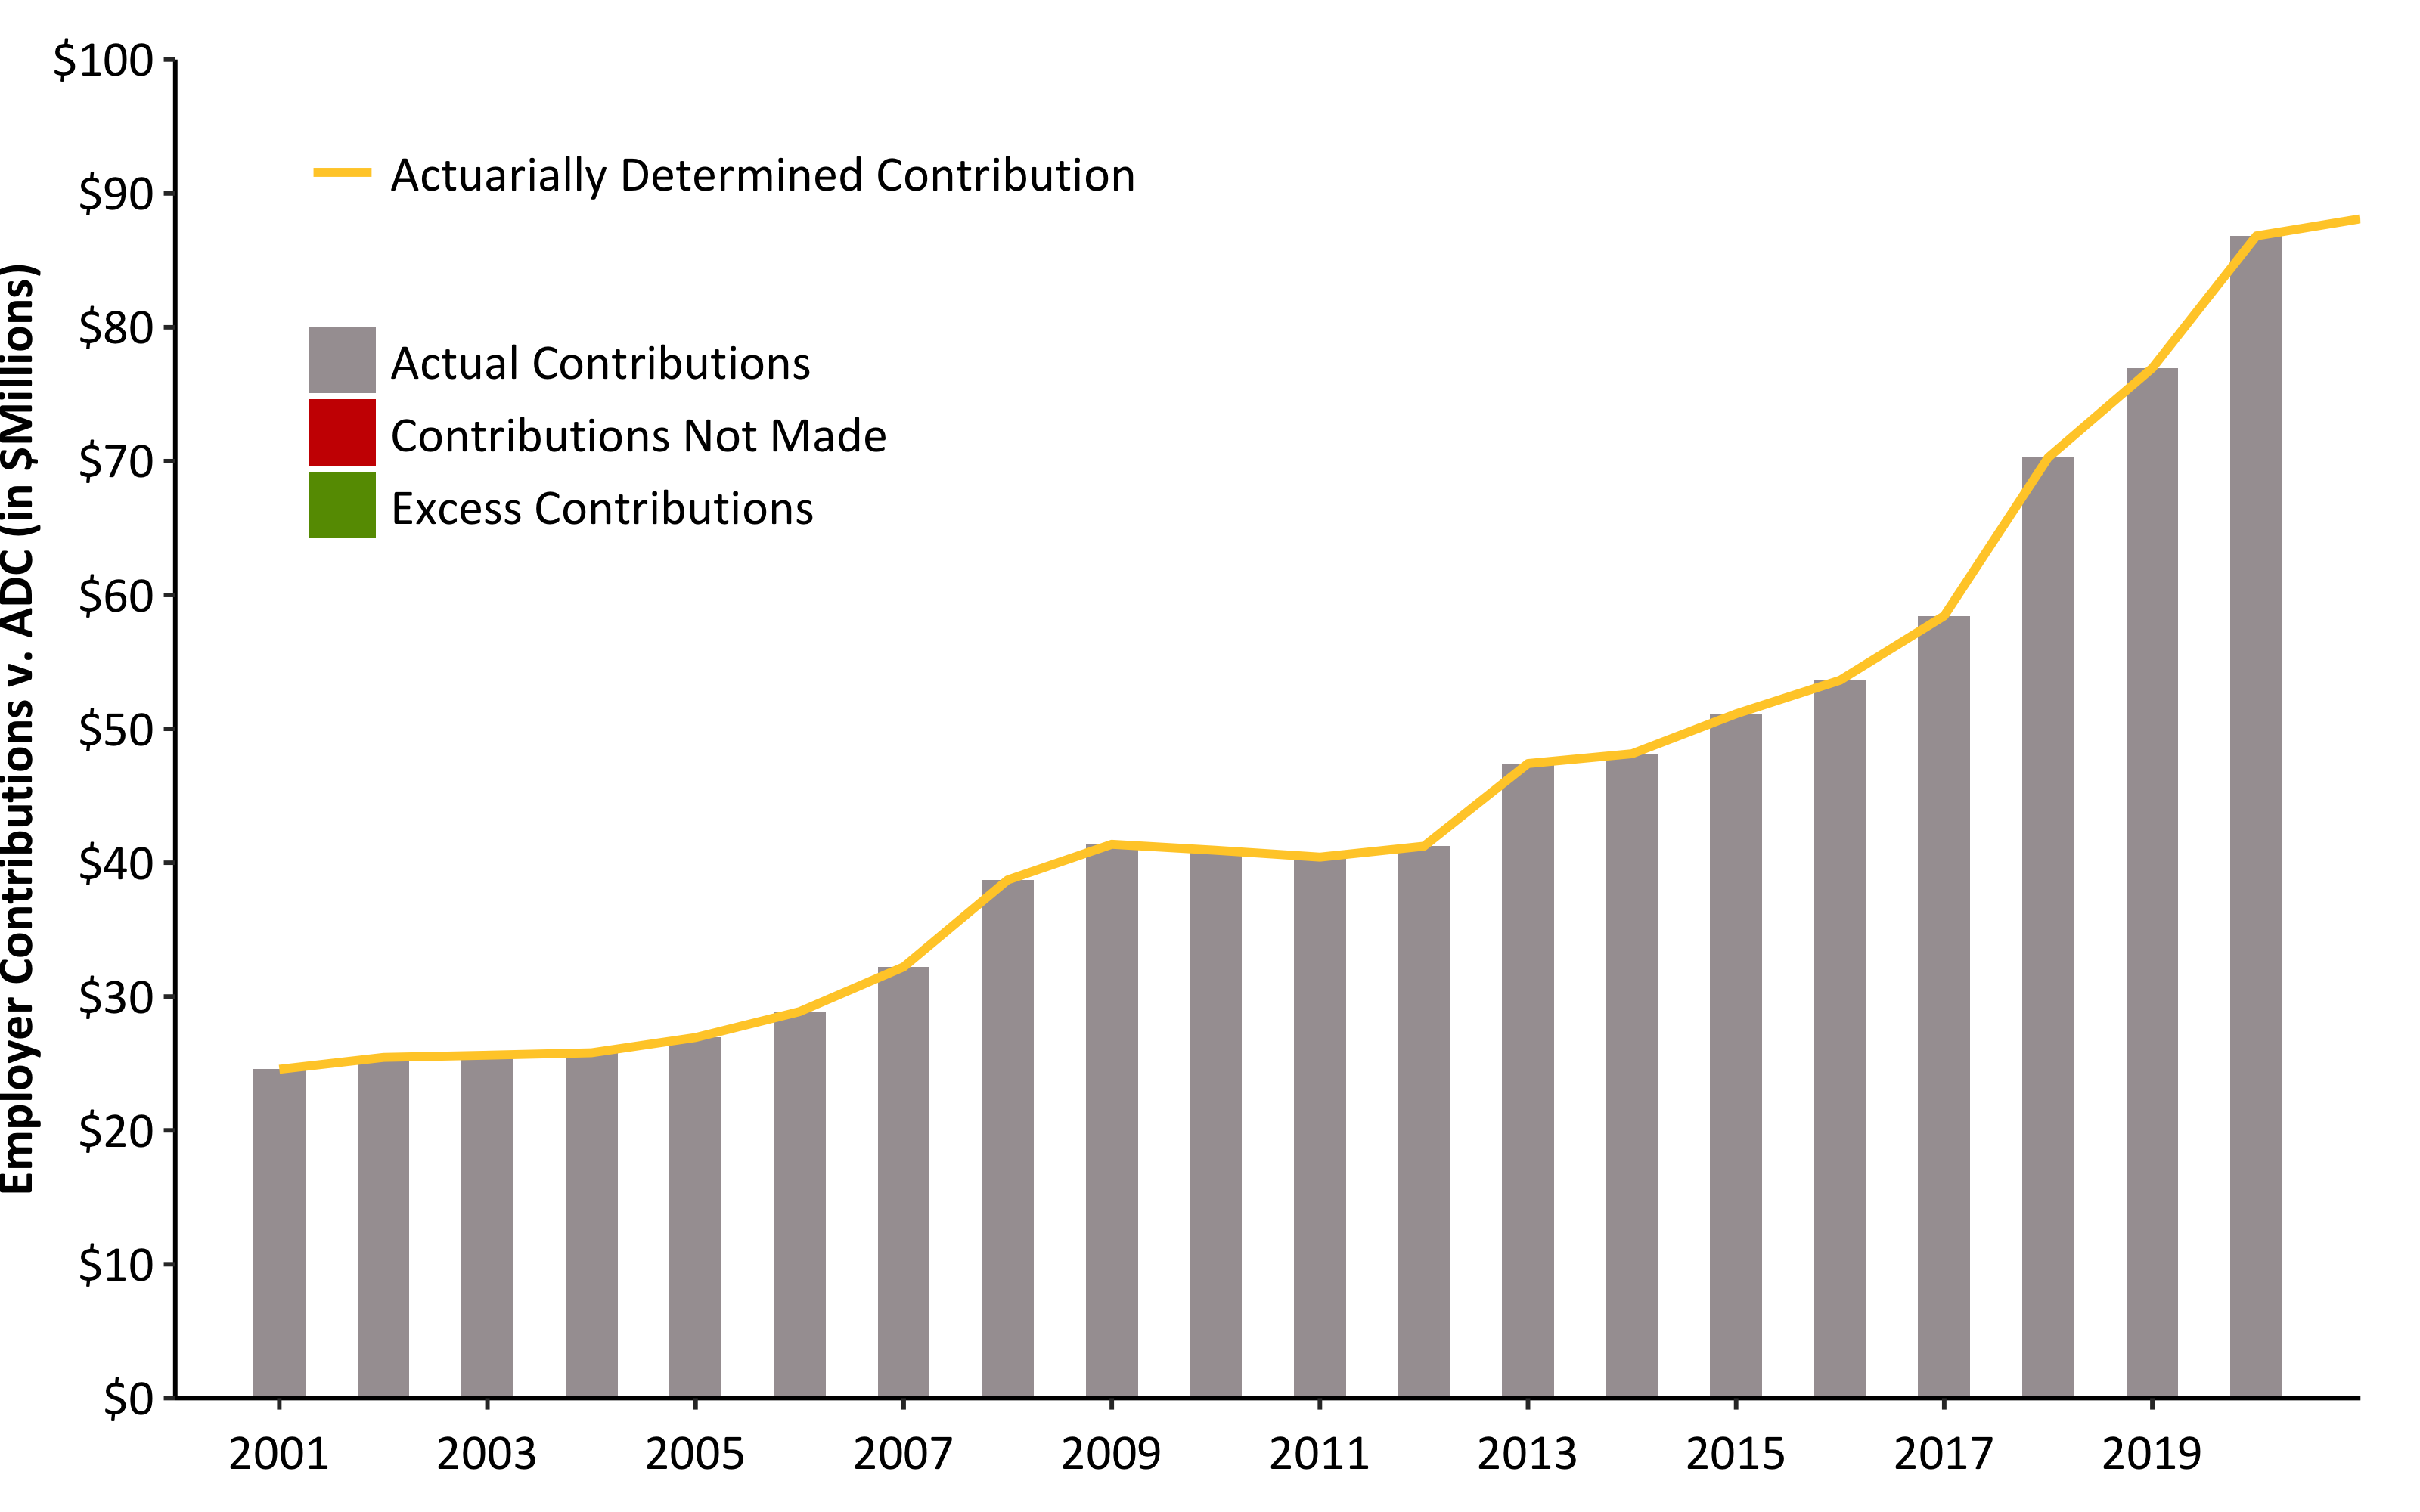 Employer Contributions v. ADC (in $Millions)
$100
$90
$80
$70
$60
$50
$40
$30
$20
$10
$0
Actuarially Determined Contribution
Actual Contributions
Contributions Not Made
Excess Contributions
2001 2003 2005 2007 2009 2011 2013 2015 2017 2019